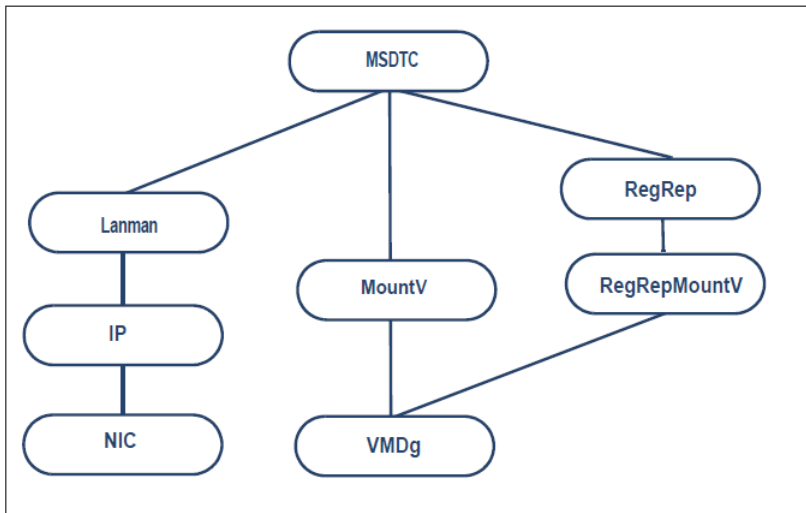 MSDTC
RegRep
Lanman
MountV
RegRepMountV
IP
NIC
VMDg